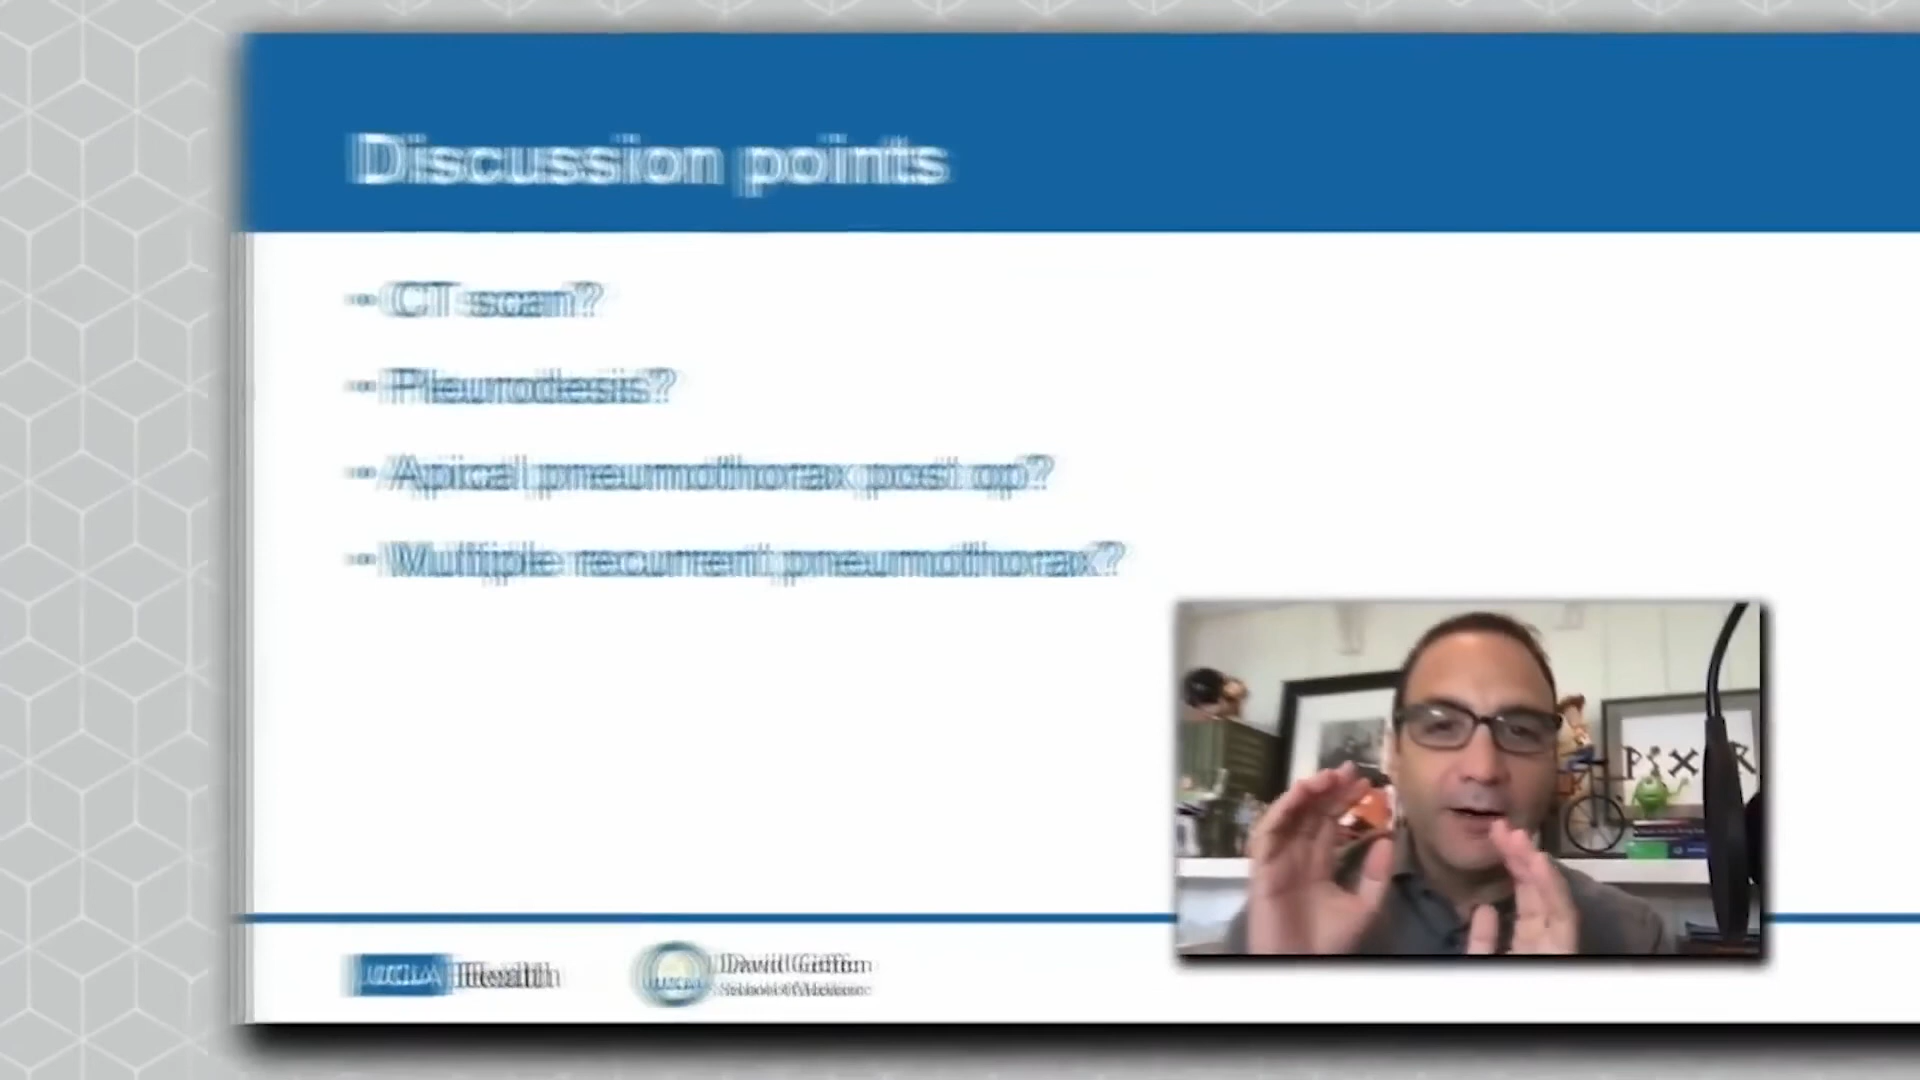 Discussion points
– CT scan?
– Pleurodesis?
– Apical pneumothorax post op?
– Multiple recurrent pneumothorax?
UCLA Health
David Geffen
School of Medicine